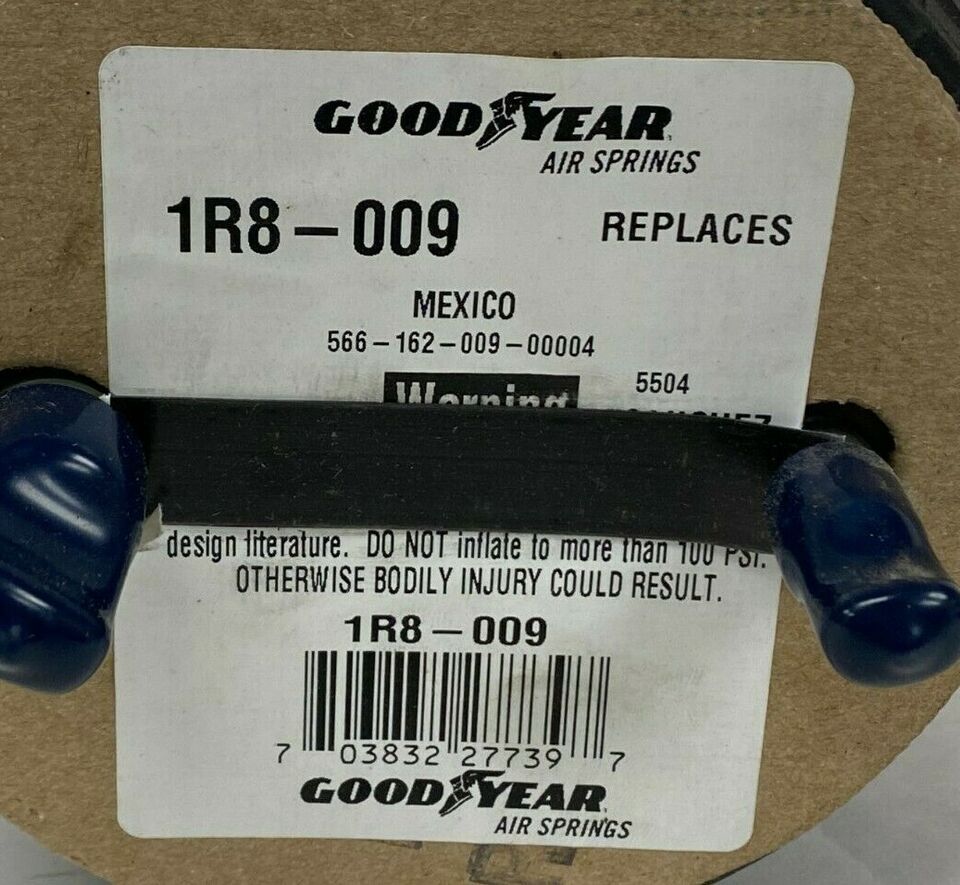 GOODYEAR
AIR SPRINGS
1R8-009 REPLACES
MEXICO
566-162-009-00004
Warning 5504
design literature. DO NOT inflate to more than 100 PSI.
OTHERWISE BODILY INJURY COULD RESULT.
1R8-009
7 03832 27739 7
GOODYEAR
AIR SPRINGS